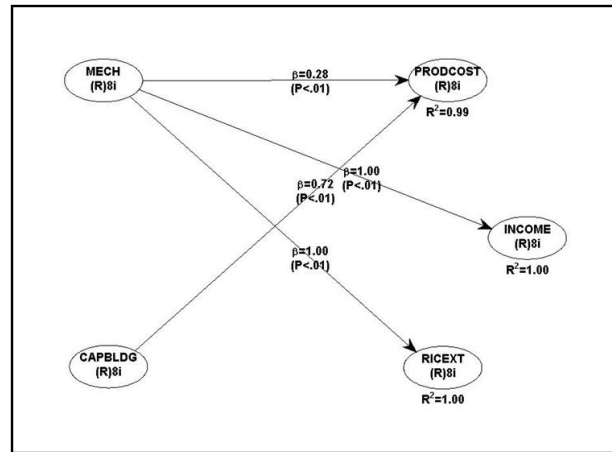 MECH
(R)8i
β=0.28
(P<.01)
PRODCOST
(R)8i
R²=0.99
β=1.00
(P<.01)
β=0.72
(P<.01)
INCOME
(R)8i
R²=1.00
β=1.00
(P<.01)
CAPBLDG
(R)8i
RICEXT
(R)8i
R²=1.00